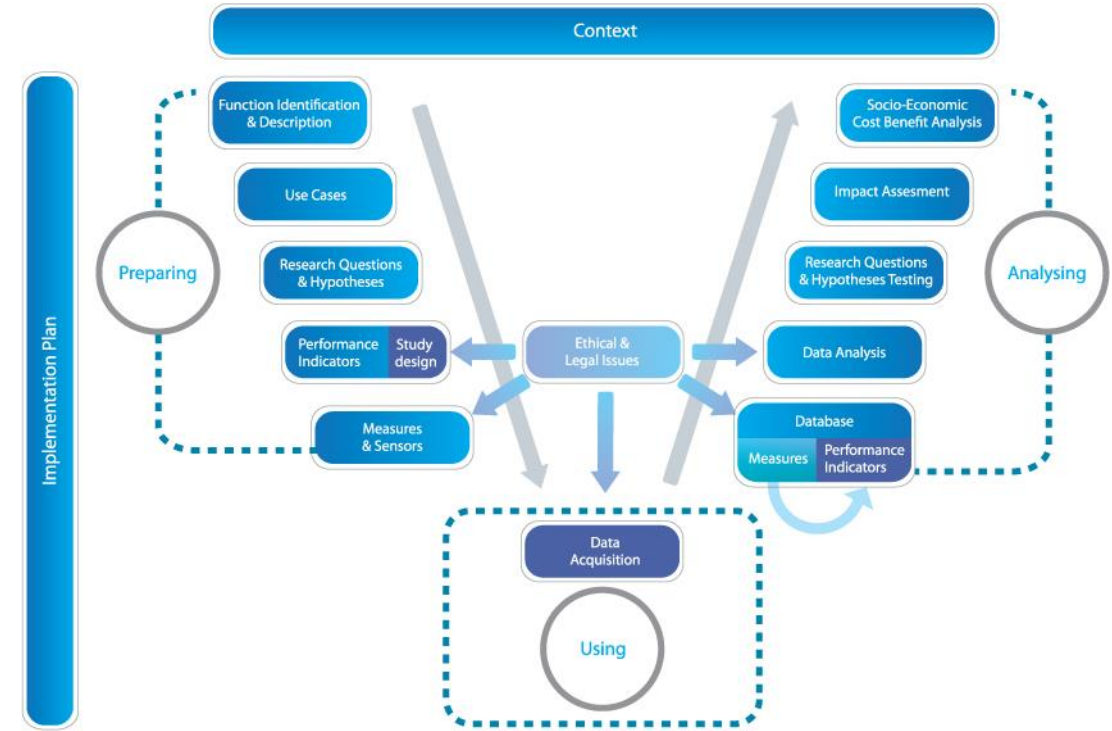 Context
Implementation Plan
Function Identification
& Description
Use Cases
Research Questions
& Hypotheses
Performance
Indicators
Study
design
Measures
& Sensors
Preparing
Ethical &
Legal Issues
Data
Acquisition
Using
Socio-Economic
Cost Benefit Analysis
Impact Assesment
Research Questions
& Hypotheses Testing
Data Analysis
Database
Measures
Performance
Indicators
Analysing